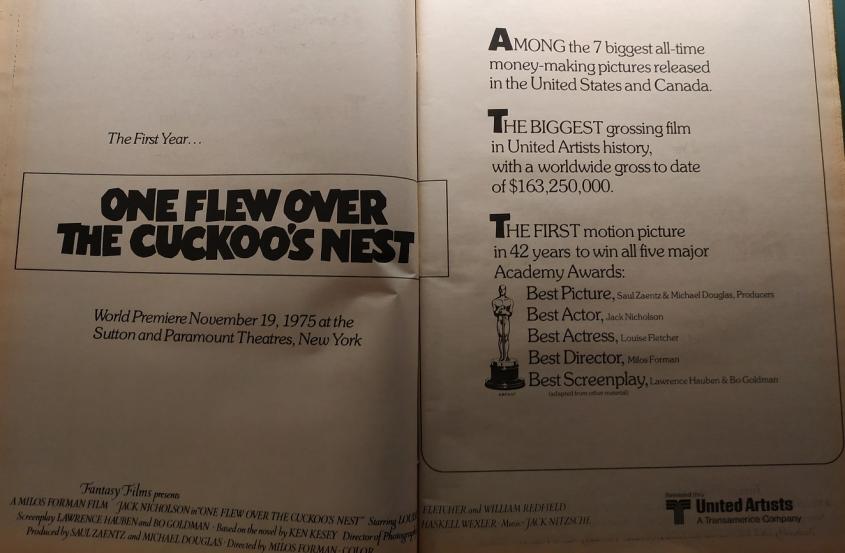 The First Year...
ONE FLEW OVER
THE CUCKOO'S NEST
World Premiere November 19, 1975 at the
Sutton and Paramount Theatres, New York
Fantasy Films presents
A MILOS FORMAN FILM JACK NICHOLSON in "ONE FLEW OVER THE CUCKOO'S NEST" Starring
Screenplay LAWRENCE HAUBEN and BO GOLDMAN · Based on the novel by KEN KESEY Director of
Produced by SAUL ZAENTZ and MICHAEL DOUGLAS · Directed by MILOS FORMAN · COLOR
AMONG the 7 biggest all-time
money-making pictures released
in the United States and Canada.
THE BIGGEST grossing film
in United Artists history,
with a worldwide gross to date
of $163,250,000.
THE FIRST motion picture
in 42 years to win all five major
Academy Awards:
Best Picture, Saul Zaentz & Michael Douglas, Producers
Best Actor, Jack Nicholson
Best Actress, Louise Fletcher
Best Director, Milos Forman
Best Screenplay, Lawrence Hauben & Bo Goldman
(adapted from other material)
FLETCHER and WILLIAM REDFIELD
HASKELL WEXLER · Music · JACK NITZSCHE
United Artists
A Transamerica Company